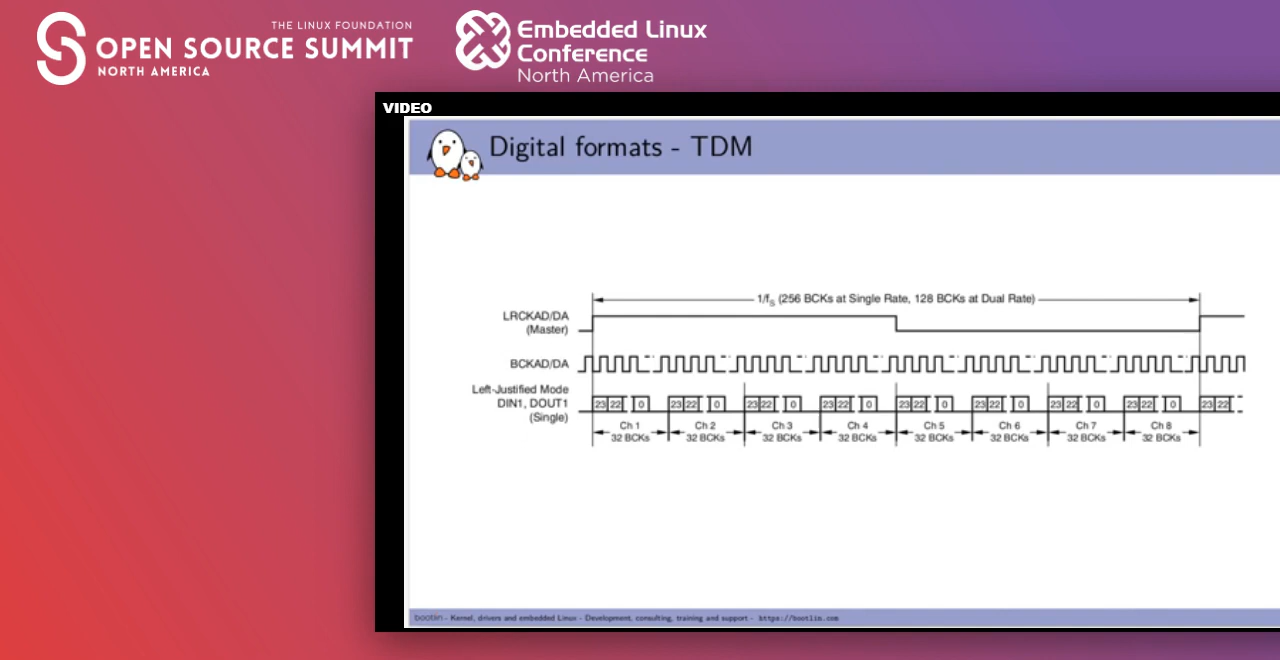 THE LINUX FOUNDATION
OPEN SOURCE SUMMIT
NORTH AMERICA
Embedded Linux
Conference
North America
VIDEO
Digital formats - TDM
1/fS (256 BCKs at Single Rate, 128 BCKs at Dual Rate)
LRCKAD/DA
(Master)
BCKAD/DA
Left-Justified Mode
DIN1, DOUT1
(Single)
23 22 0 23 22 0 23 22 0 23 22 0 23 22 0 23 22 0 23 22 0 23 22 0 23 22
Ch 1 Ch 2 Ch 3 Ch 4 Ch 5 Ch 6 Ch 7 Ch 8
32 BCKs 32 BCKs 32 BCKs 32 BCKs 32 BCKs 32 BCKs 32 BCKs 32 BCKs
bootlin - Kernel, drivers and embedded Linux - Development, consulting, training and support - https://bootlin.com